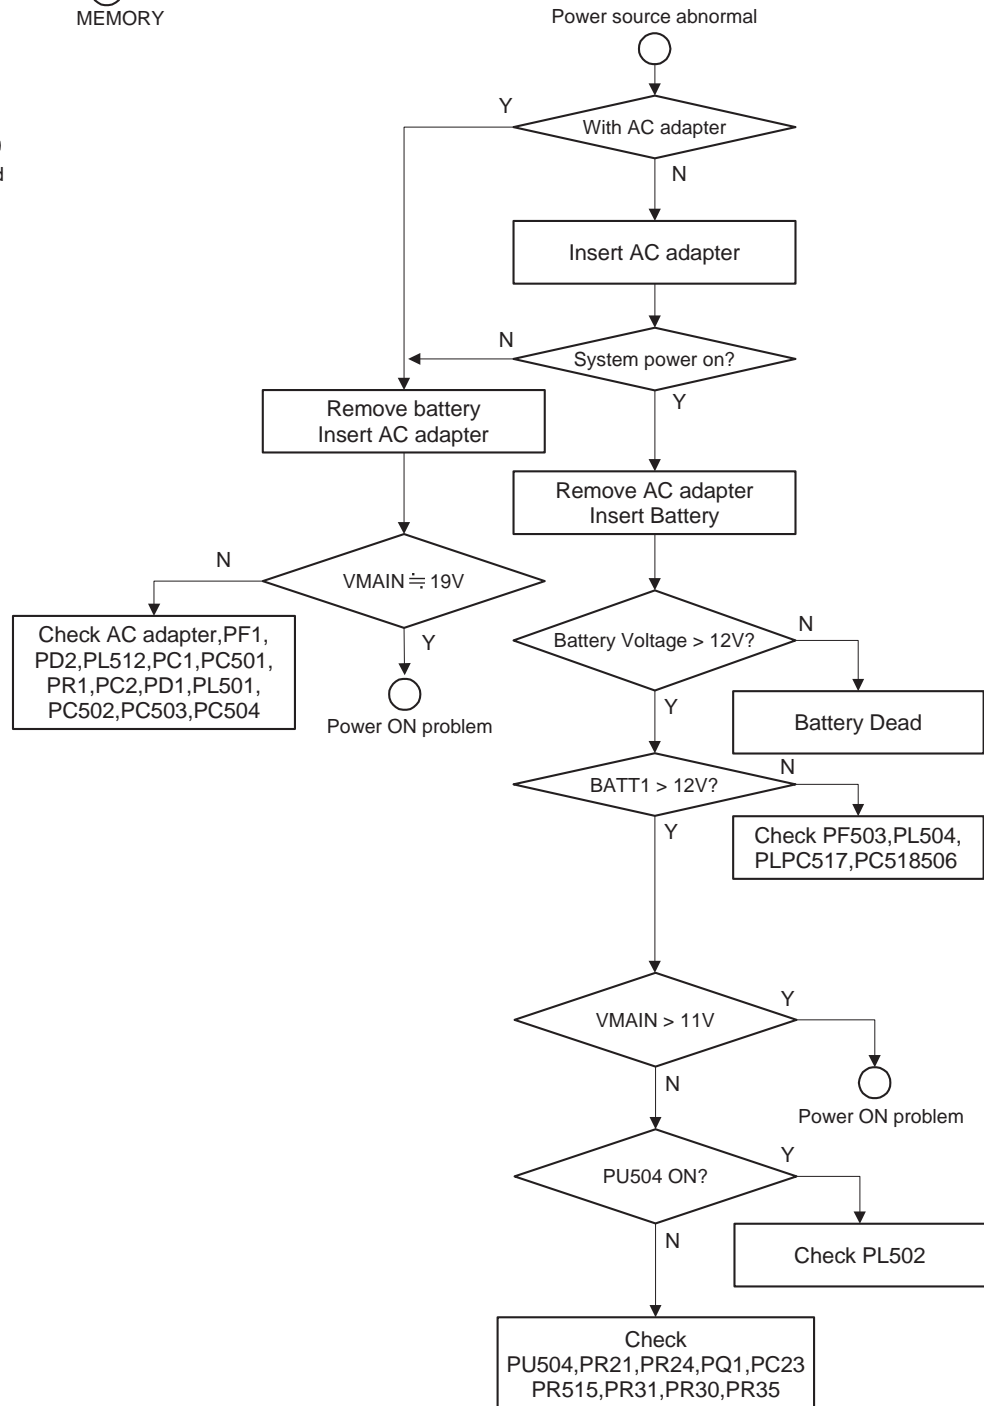 MEMORY
Power source abnormal
Y
With AC adapter
d
N
Insert AC adapter
N
System power on?
Y
Remove battery
Insert AC adapter
Remove AC adapter
Insert Battery
N
VMAIN ≒ 19V
Y
Check AC adapter,PF1,
PD2,PL512,PC1,PC501,
PR1,PC2,PD1,PL501,
PC502,PC503,PC504
Power ON problem
Battery Voltage > 12V?
N
Y
Battery Dead
BATT1 > 12V?
N
Y
Check PF503,PL504,
PLPC517,PC518506
VMAIN > 11V
Y
N
Power ON problem
PU504 ON?
Y
N
Check PL502
Check
PU504,PR21,PR24,PQ1,PC23
PR515,PR31,PR30,PR35